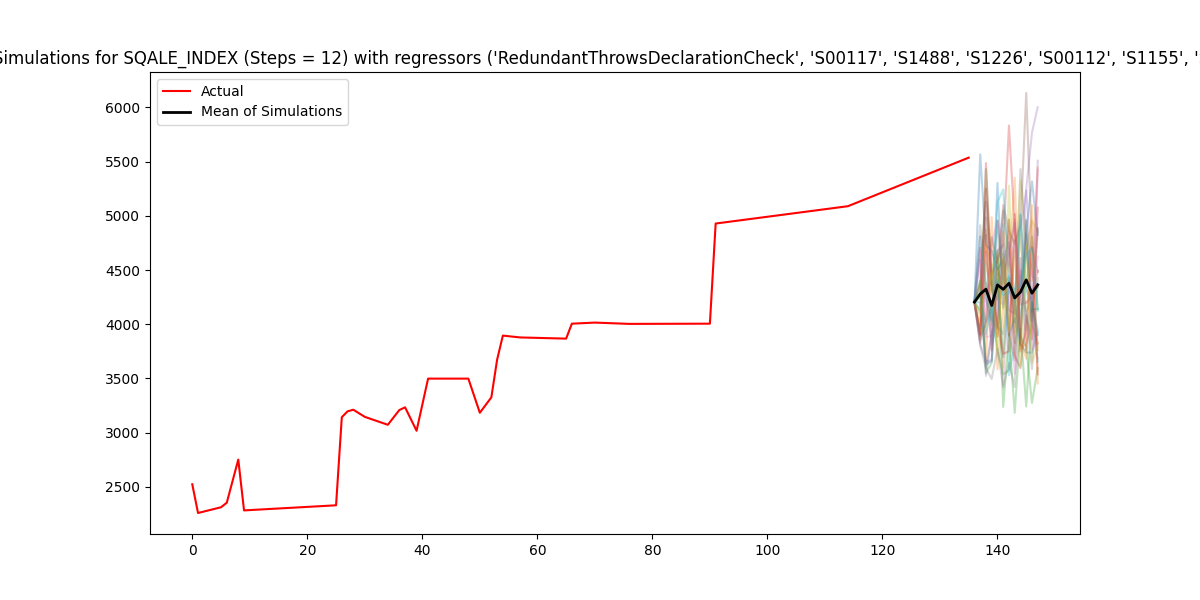 Simulations for SQALE_INDEX (Steps = 12) with regressors ('RedundantThrowsDeclarationCheck', 'S00117', 'S1488', 'S1226', 'S00112', 'S1155', '
Actual
Mean of Simulations
6000
5500
5000
4500
4000
3500
3000
2500
0 20 40 60 80 100 120 140